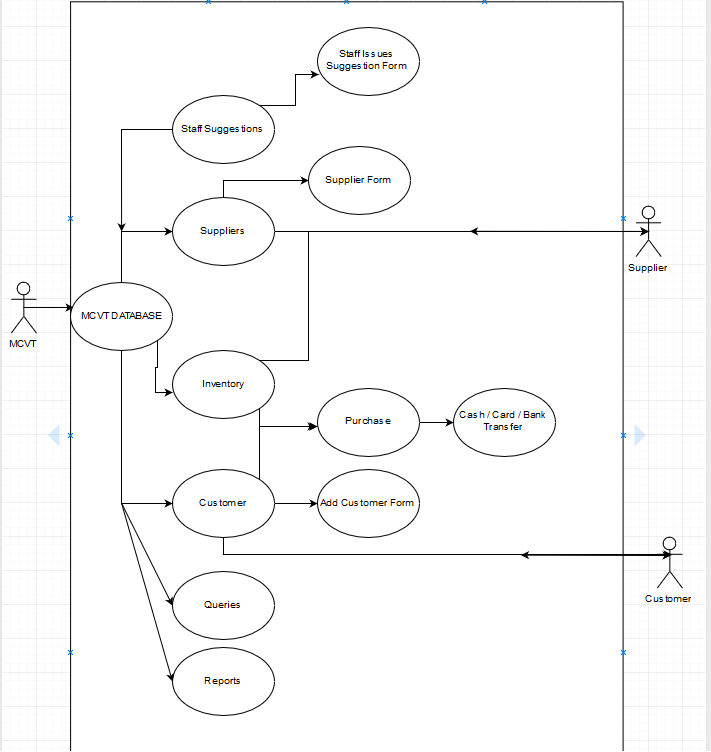 Staff Issues
Suggestion Form
Staff Suggestions
Supplier Form
Suppliers
Supplier
MCVT DATABASE
MCVT
Inventory
Purchase
Cash / Card / Bank
Transfer
Customer
Add Customer Form
Customer
Queries
Reports